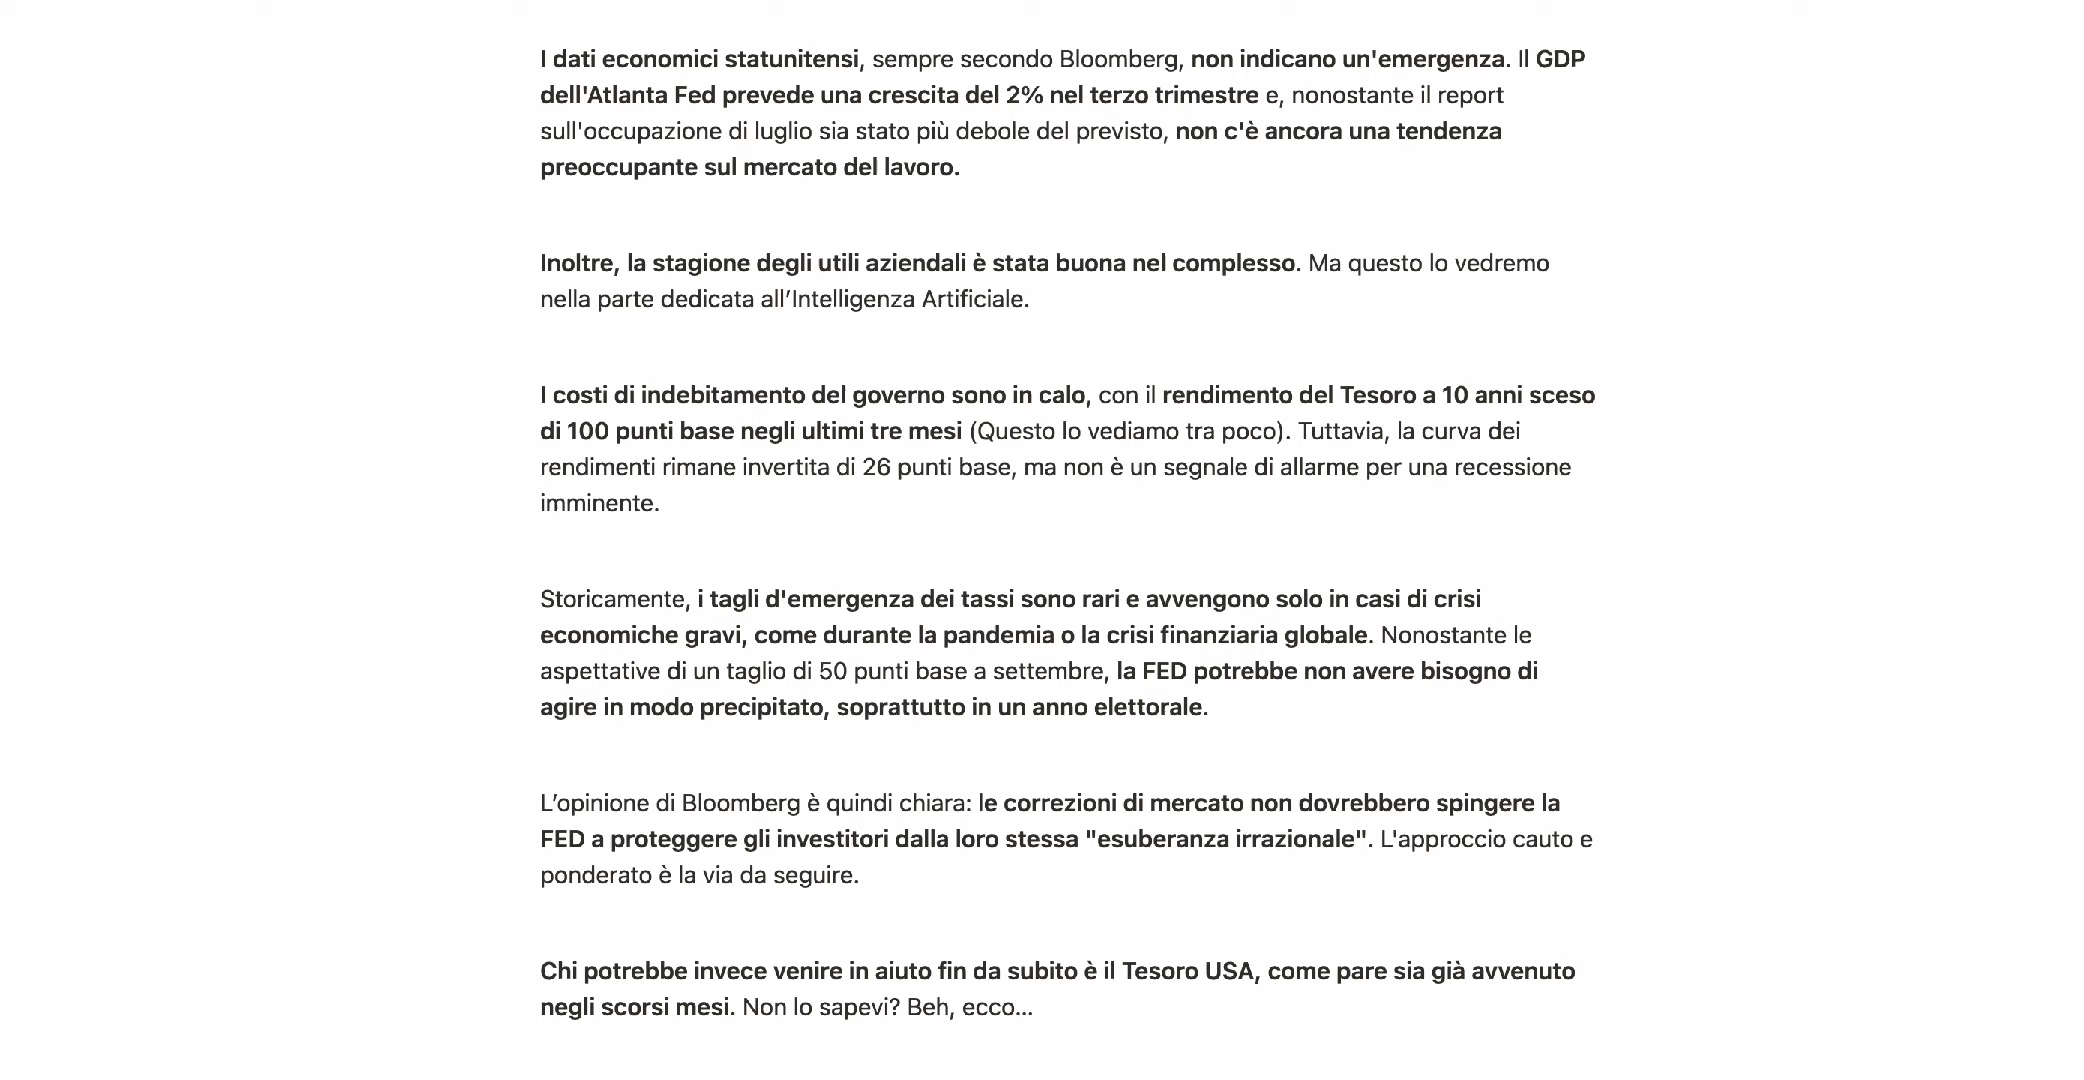 I dati economici statunitensi, sempre secondo Bloomberg, non indicano un'emergenza. Il GDP
dell'Atlanta Fed prevede una crescita del 2% nel terzo trimestre e, nonostante il report
sull'occupazione di luglio sia stato più debole del previsto, non c'è ancora una tendenza
preoccupante sul mercato del lavoro.
Inoltre, la stagione degli utili aziendali è stata buona nel complesso. Ma questo lo vedremo
nella parte dedicata all’Intelligenza Artificiale.
I costi di indebitamento del governo sono in calo, con il rendimento del Tesoro a 10 anni sceso
di 100 punti base negli ultimi tre mesi (Questo lo vediamo tra poco). Tuttavia, la curva dei
rendimenti rimane invertita di 26 punti base, ma non è un segnale di allarme per una recessione
imminente.
Storicamente, i tagli d'emergenza dei tassi sono rari e avvengono solo in casi di crisi
economiche gravi, come durante la pandemia o la crisi finanziaria globale. Nonostante le
aspettative di un taglio di 50 punti base a settembre, la FED potrebbe non avere bisogno di
agire in modo precipitato, soprattutto in un anno elettorale.
L’opinione di Bloomberg è quindi chiara: le correzioni di mercato non dovrebbero spingere la
FED a proteggere gli investitori dalla loro stessa "esuberanza irrazionale". L'approccio cauto e
ponderato è la via da seguire.
Chi potrebbe invece venire in aiuto fin da subito è il Tesoro USA, come pare sia già avvenuto
negli scorsi mesi. Non lo sapevi? Beh, ecco...